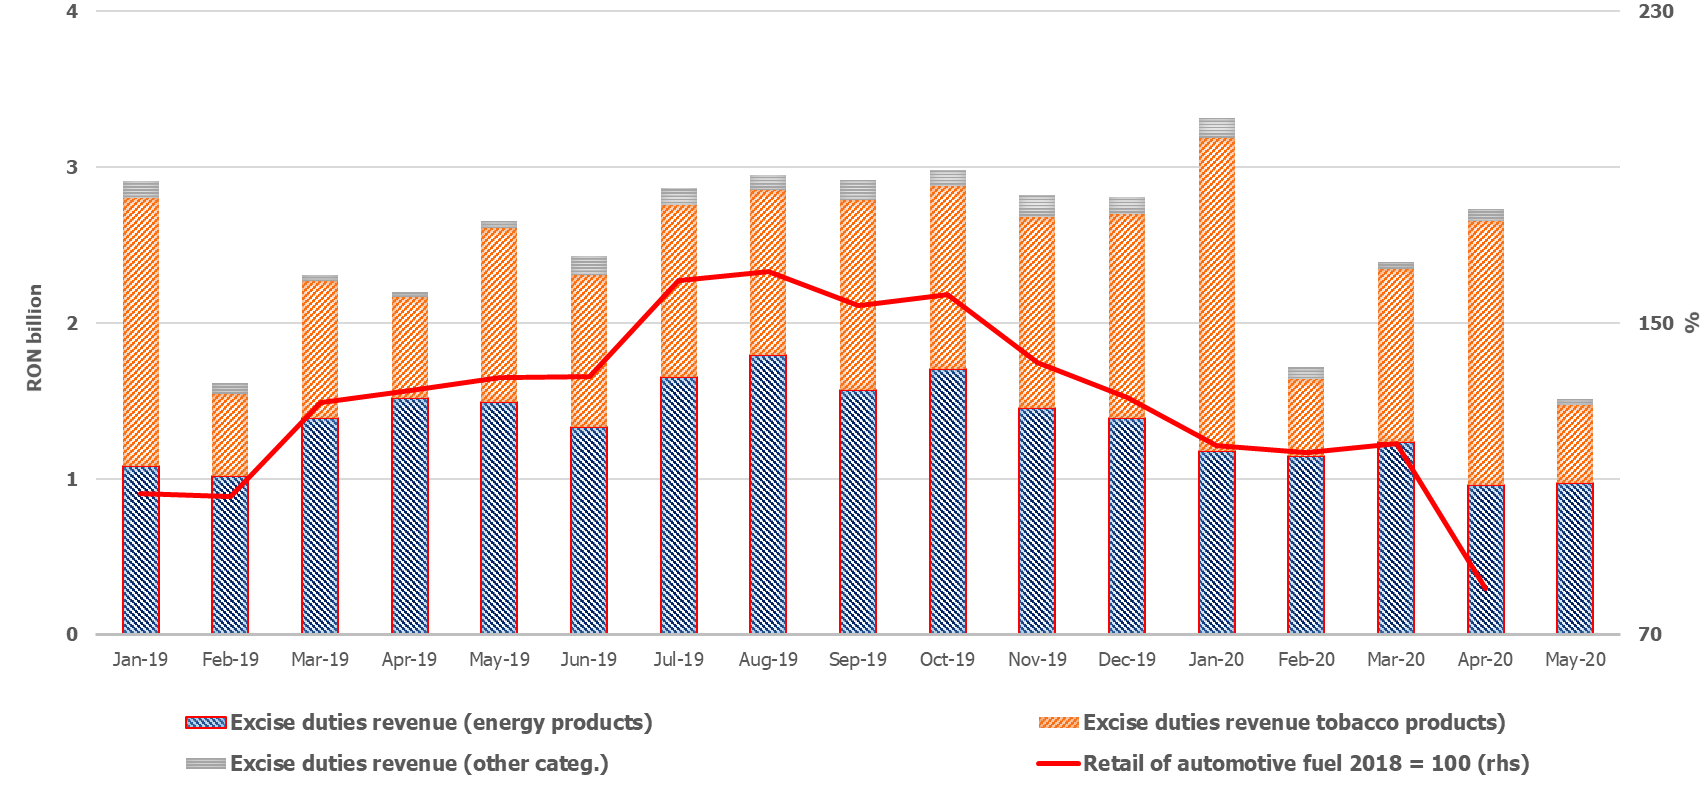 4
230
3
2
150
1
0
70
RON billion
%
Jan-19 Feb-19 Mar-19 Apr-19 May-19 Jun-19 Jul-19 Aug-19 Sep-19 Oct-19 Nov-19 Dec-19 Jan-20 Feb-20 Mar-20 Apr-20 May-20
Excise duties revenue (energy products)
Excise duties revenue tobacco products)
Excise duties revenue (other categ.)
Retail of automotive fuel 2018 = 100 (rhs)